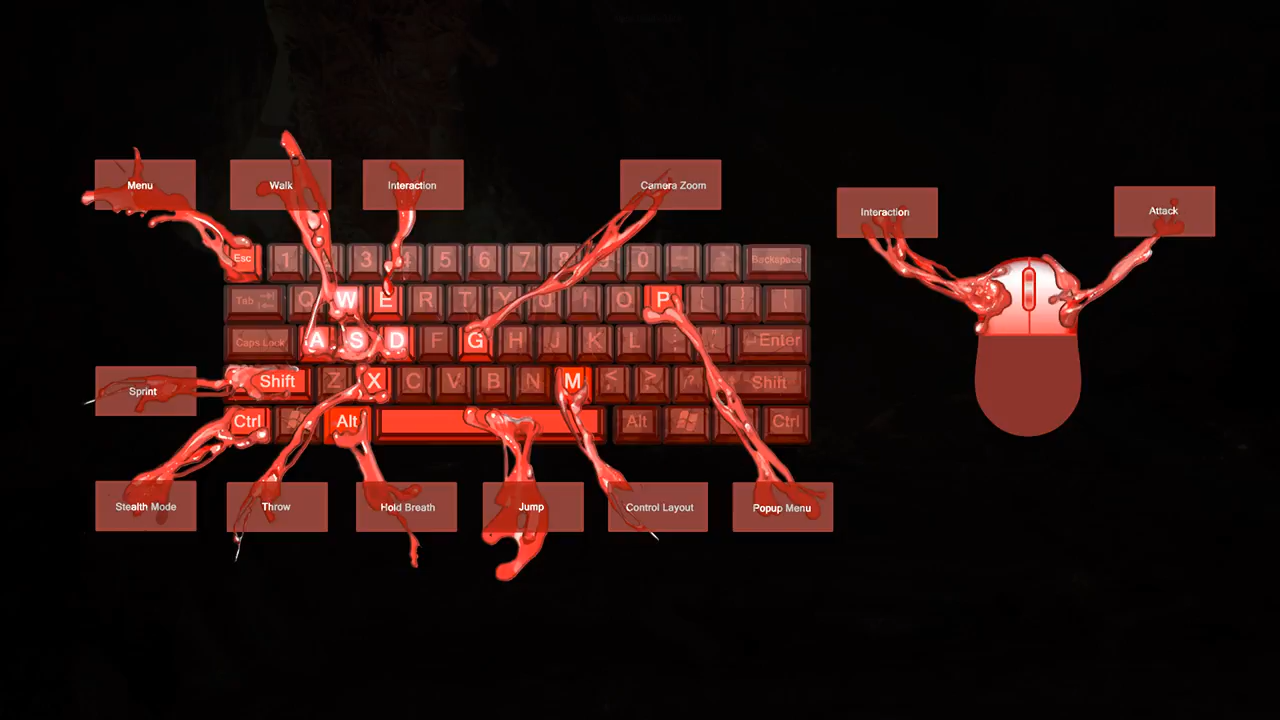 Menu
Walk
Interaction
Camera Zoom
Interaction
Attack
Esc
1
3
4
5
6
7
8
9
0
Backspace
Tab
Q
W
E
R
T
Y
U
I
O
P
Caps Lock
A
S
D
F
G
H
J
K
L
Enter
Sprint
Shift
Z
X
C
V
B
N
M
<
>
?
Shift
Ctrl
Alt
Alt
Ctrl
Stealth Mode
Throw
Hold Breath
Jump
Control Layout
Popup Menu